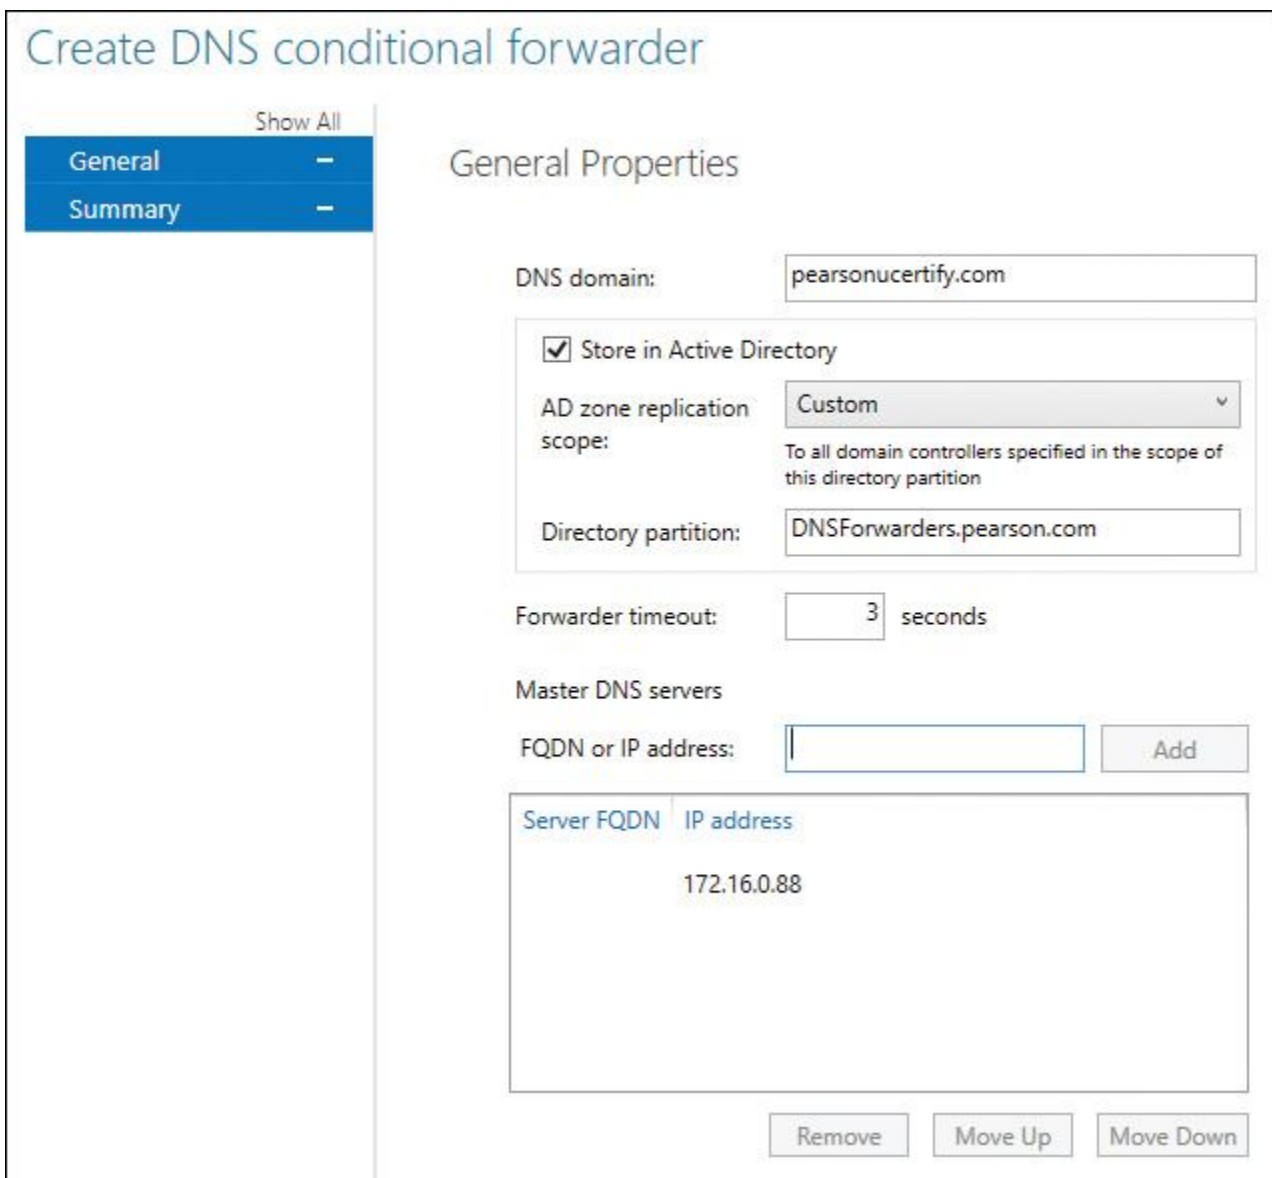 Create DNS conditional forwarder
Show All
General
Summary
General Properties
DNS domain: pearsonucertify.com
Store in Active Directory
AD zone replication scope: Custom
To all domain controllers specified in the scope of
this directory partition
Directory partition: DNSForwarders.pearson.com
Forwarder timeout: 3 seconds
Master DNS servers
FQDN or IP address: Add
Server FQDN IP address
172.16.0.88
Remove Move Up Move Down